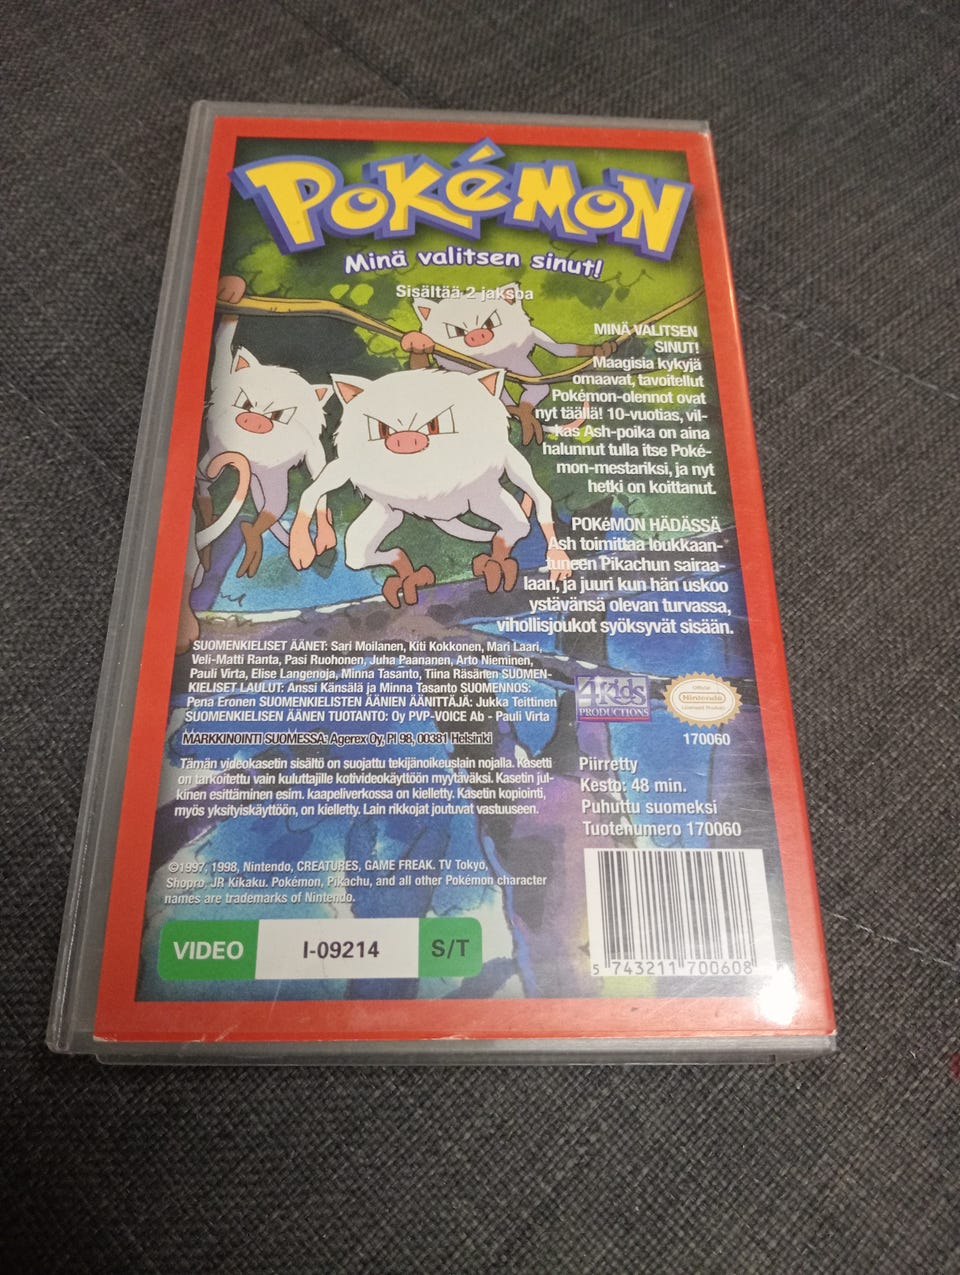 POKéMON
Minä valitsen sinut!
Sisältää 2 jaksoa
MINÄ VALITSEN
SINUT!
Maagisia kykyjä
omaavat, tavoitellut
Pokémon-olennot ovat
nyt täällä! 10-vuotias, vil-
kas Ash-poika on aina
halunnut tulla itse Poké-
mon-mestariksi, ja nyt
hetki on koittanut.
POKéMON HÄDÄSSÄ
Ash toimittaa loukkaan-
tuneen Pikachun sairaa-
laan, ja juuri kun hän uskoo
ystävänsä olevan turvassa,
vihollisjoukot syöksyvät sisään.
SUOMENKIELISET ÄÄNET: Sari Moilanen, Kiti Kokkonen, Mari Laari,
Veli-Matti Ranta, Pasi Ruohonen, Juha Paananen, Arto Nieminen,
Pauli Virta, Elise Langenoja, Minna Tasanto, Tiina Räsänen SUOMEN-
KIELISET LAULUT: Anssi Känsälä ja Minna Tasanto SUOMENNOS:
Pena Eronen SUOMENKIELISTEN ÄÄNIEN ÄÄNITTÄJÄ: Jukka Teittinen
SUOMENKIELISEN ÄÄNEN TUOTANTO: Oy PVP-VOICE Ab - Pauli Virta
MARKKINOINTI SUOMESSA: Agerex Oy, Pl 98, 00381 Helsinki
4Kids
PRODUCTIONS
Official
Nintendo
Licensed Product
170060
Tämän videokasetin sisältö on suojattu tekijänoikeuslain nojalla. Kasetti
on tarkoitettu vain kuluttajille kotivideokäyttöön myytäväksi. Kasetin jul-
kinen esittäminen esim. kaapeliverkossa on kielletty. Kasetin kopiointi,
myös yksityiskäyttöön, on kielletty. Lain rikkojat joutuvat vastuuseen.
Piirretty
Kesto: 48 min.
Puhuttu suomeksi
Tuotenumero 170060
©1997, 1998, Nintendo, CREATURES, GAME FREAK, TV Tokyo,
Shopro, JR Kikaku. Pokémon, Pikachu, and all other Pokémon character
names are trademarks of Nintendo.
VIDEO I-09214 S/T
5 743211 700608